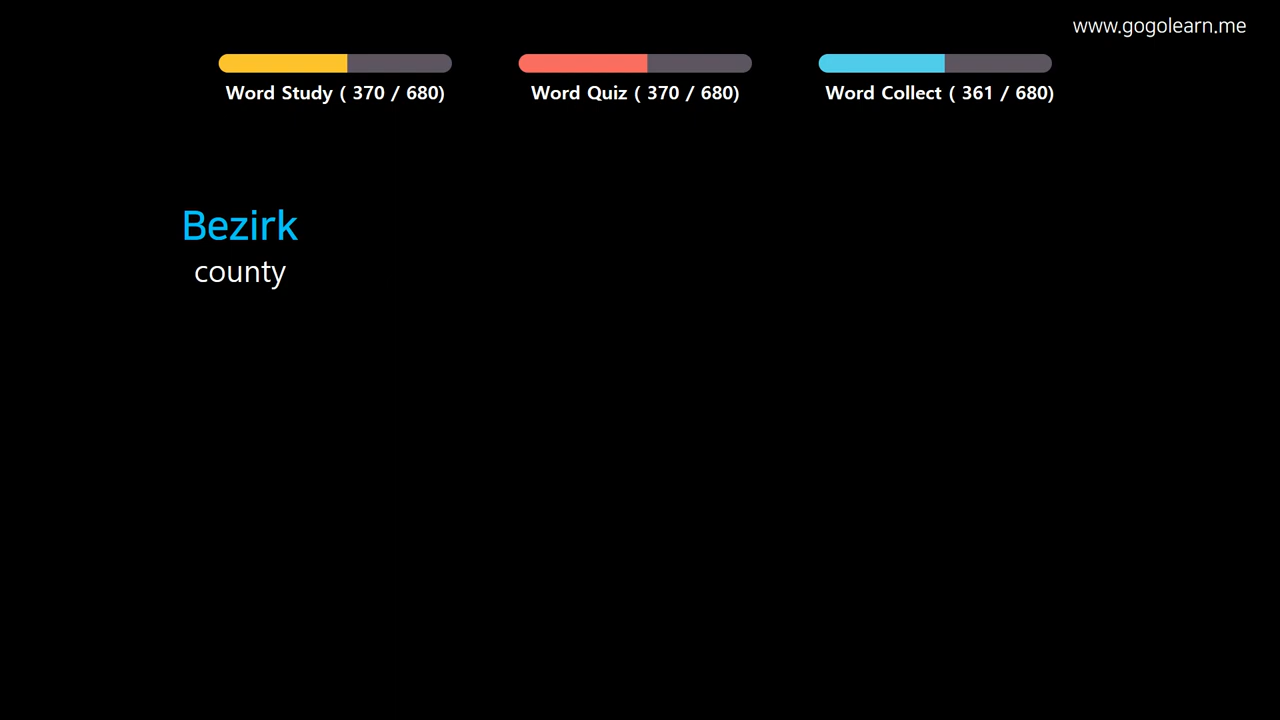 www.gogolearn.me
Word Study ( 370 / 680)
Word Quiz ( 370 / 680)
Word Collect ( 361 / 680)
Bezirk
county